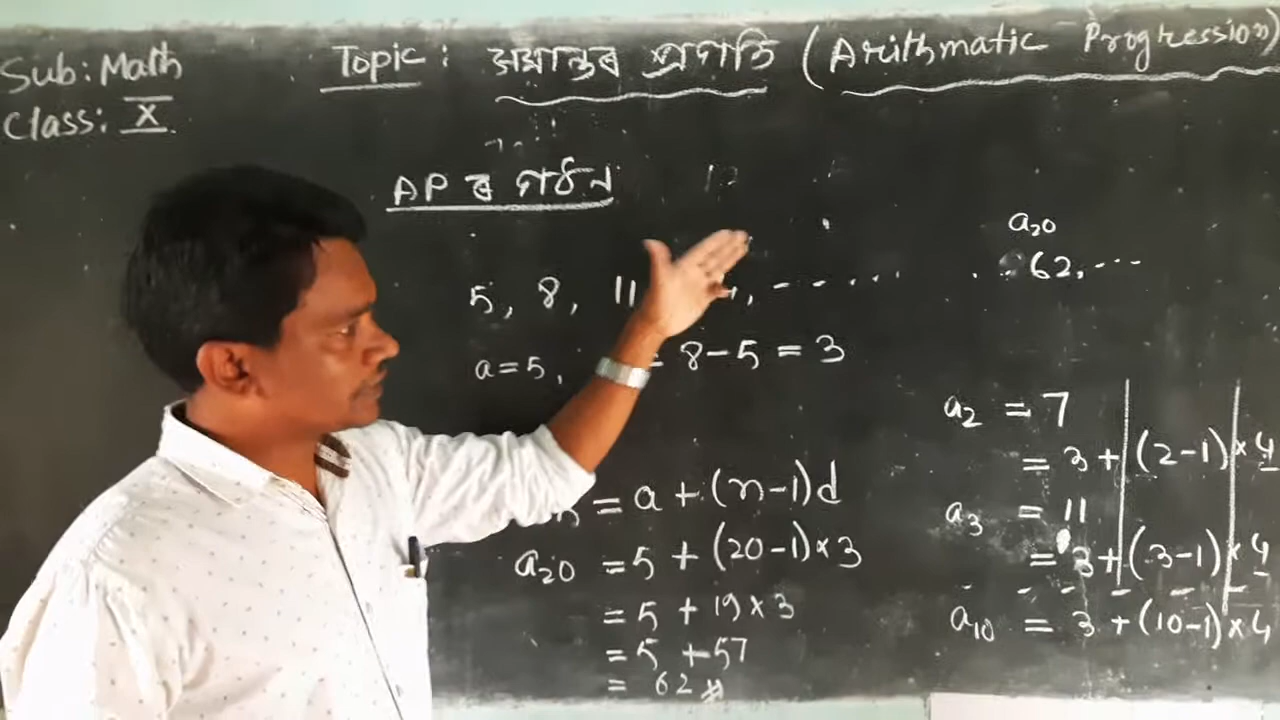 Sub: Math
Class: X
Topic: সমান্তৰ প্ৰগতি (Arithmatic Progression)
AP ৰ গঠন
5, 8, 11 , - - - - . . .
a₂₀
62, ...
a = 5, = 8 - 5 = 3
= a + (n-1)d
a₂₀ = 5 + (20-1)×3
= 5 + 19×3
= 5 + 57
= 62
a₂ = 7
= 3 + (2-1)×4
a₃ = 11
= 3 + (3-1)×4
- - - - - -
a₁₀ = 3 + (10-1)×4